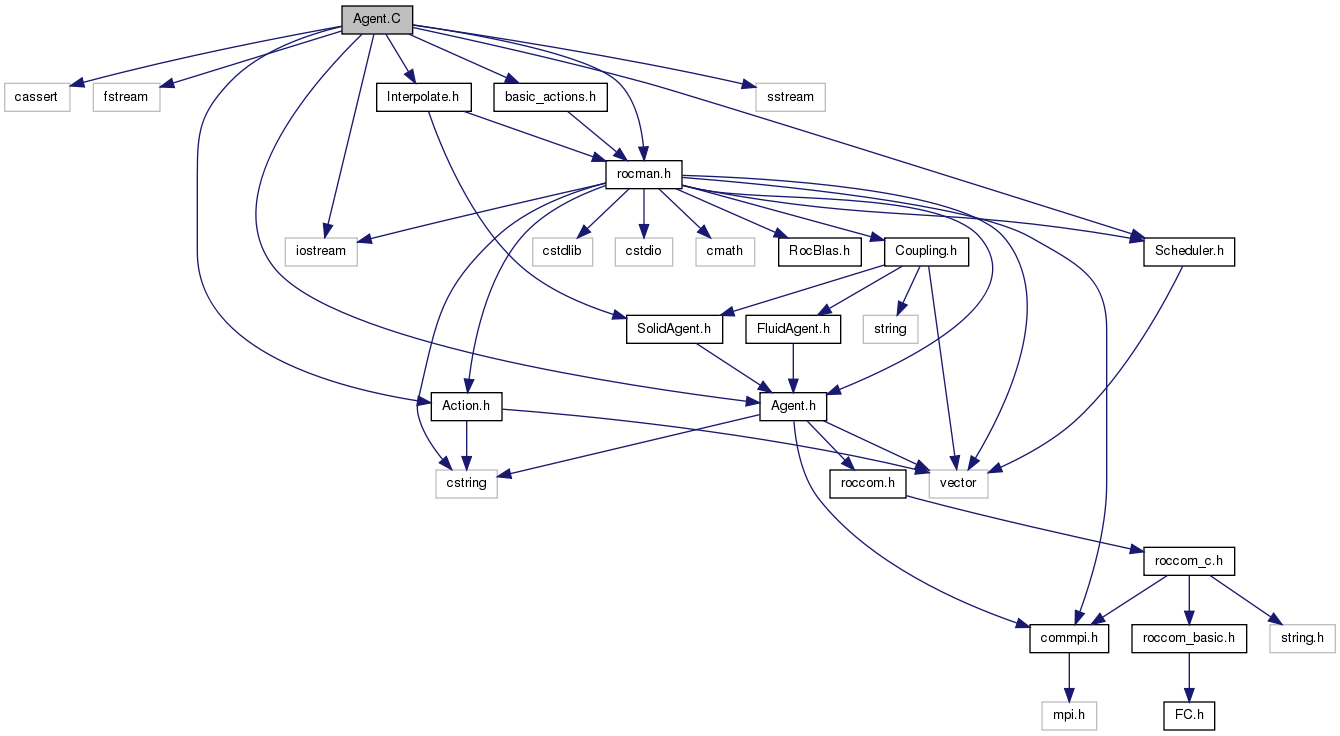 Agent.C
cassert
fstream
Interpolate.h
basic_actions.h
sstream
rocman.h
iostream
cstdlib
cstdio
cmath
RocBlas.h
Coupling.h
Scheduler.h
SolidAgent.h
FluidAgent.h
string
Action.h
Agent.h
cstring
roccom.h
vector
roccom_c.h
commpi.h
roccom_basic.h
string.h
mpi.h
FC.h